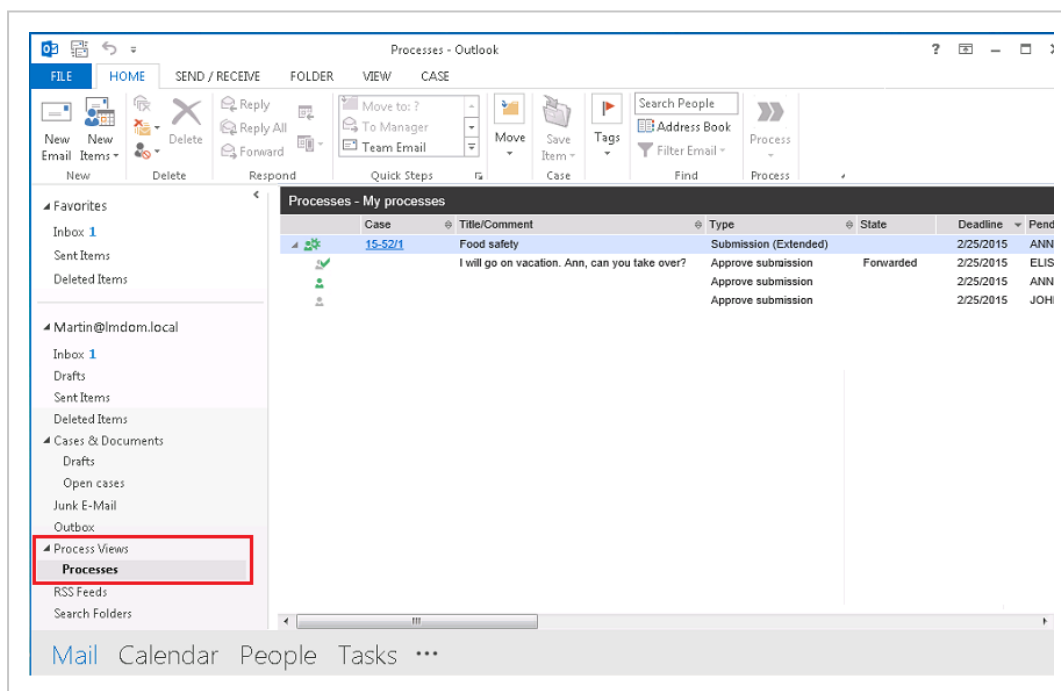 Processes - Outlook
?
FILE HOME SEND / RECEIVE FOLDER VIEW CASE
New Email
New Items
Delete
Reply
Reply All
Forward
Move to: ?
To Manager
Team Email
Move
Save Item
Tags
Search People
Address Book
Filter Email
Process
New Delete Respond Quick Steps Case Find Process
Favorites
Inbox 1
Sent Items
Deleted Items
Martin@lmdom.local
Inbox 1
Drafts
Sent Items
Deleted Items
Cases & Documents
Drafts
Open cases
Junk E-Mail
Outbox
Process Views
Processes
RSS Feeds
Search Folders
Processes - My processes
Case Title/Comment Type State Deadline Pend
15-52/1 Food safety Submission (Extended) 2/25/2015 ANN
I will go on vacation. Ann, can you take over? Approve submission Forwarded 2/25/2015 ELIS
Approve submission 2/25/2015 ANN
Approve submission 2/25/2015 JOH
Mail Calendar People Tasks •••